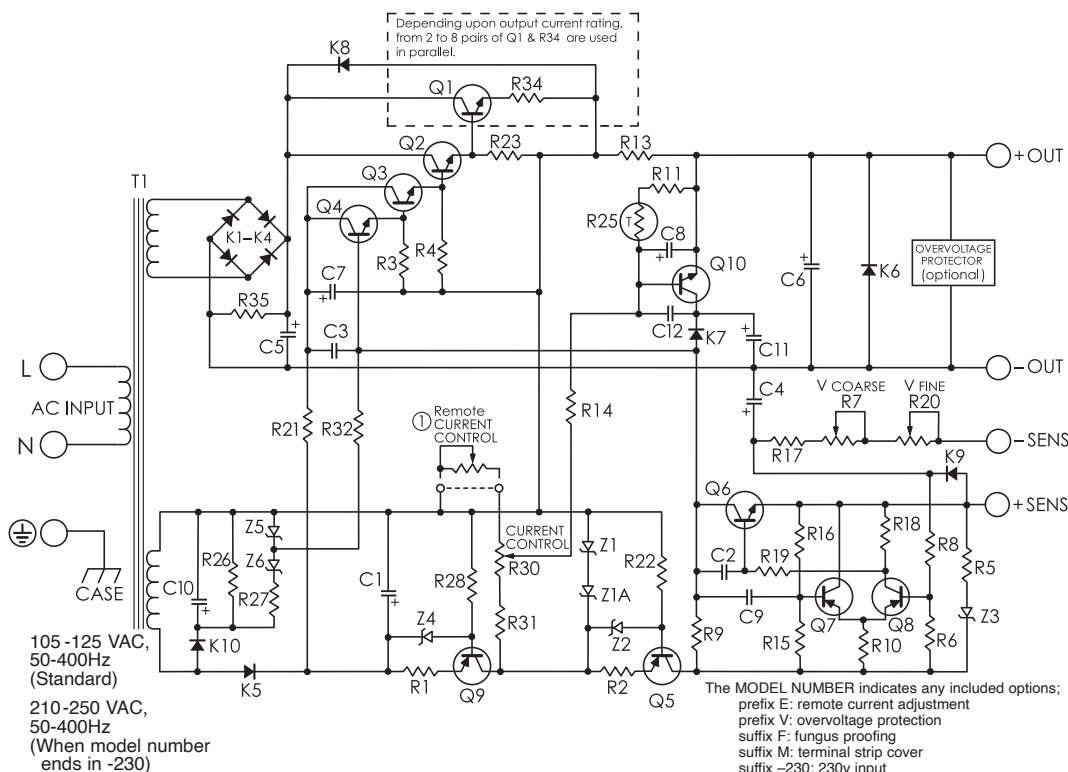 Depending upon output current rating,
from 2 to 8 pairs of Q1 & R34 are used
in parallel.
K8
Q1
R34
Q2
R23
R13
+ OUT
Q3
R11
T1
Q4
R25
T
C8
+
K1-K4
R3
R4
Q10
C6
+
K6
OVERVOLTAGE
PROTECTOR
(optional)
C7
+
R35
C5
+
C3
C12
K7
+
C11
- OUT
L
AC INPUT
N
C4
+
V COARSE
R7
V FINE
R20
R14
① Remote
CURRENT
CONTROL
R21
R32
R17
- SENS
K9
Q6
+ SENS
Z5
CURRENT
CONTROL
R16
R18
R26
Z6
R30
Z1
R22
C2
R19
R8
R5
CASE
C10
+
R27
C1
+
R28
Z1A
C9
Z4
R31
Z2
R9
R15
Q7
Q8
R6
Z3
R10
K10
K5
R1
Q9
R2
Q5
105-125 VAC,
50-400Hz
(Standard)
210-250 VAC,
50-400Hz
(When model number
ends in -230)
The MODEL NUMBER indicates any included options;
prefix E: remote current adjustment
prefix V: overvoltage protection
suffix F: fungus proofing
suffix M: terminal strip cover
suffix –230: 230v input